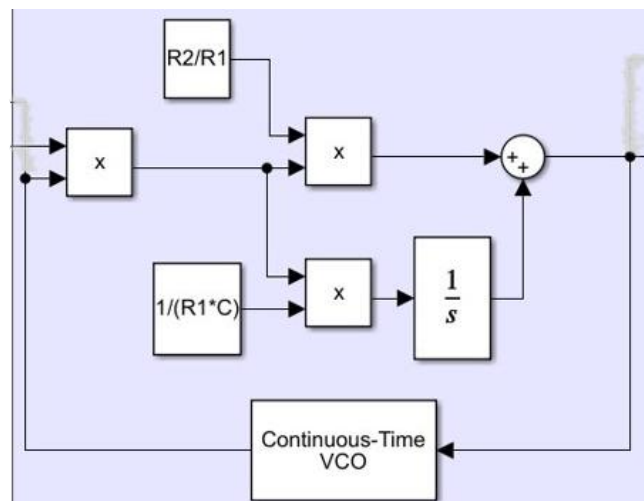 R2/R1
x
x
+
+
1/(R1*C)
x
1
s
Continuous-Time
VCO